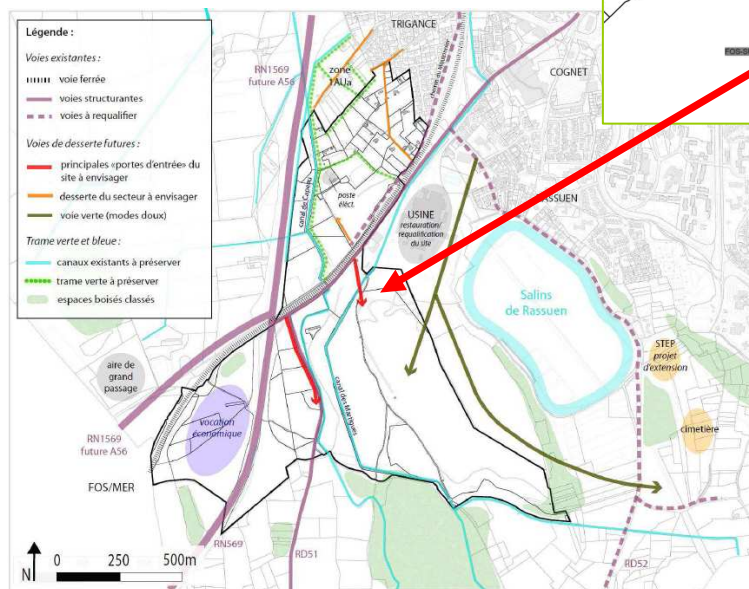 Légende :
Voies existantes :
voie ferrée
voies structurantes
voies à requalifier
Voies de desserte futures :
principales «portes d'entrée» du
site à envisager
desserte du secteur à envisager
voie verte (modes doux)
Trame verte et bleue :
canaux existants à préserver
trame verte à préserver
espaces boisés classés
TRIGANCE
RN1569
future A56
zone
1AUa
COGNET
canal de Capeau
poste
élect.
USINE
restauration/
requalification
du site
RASSUEN
Salins
de Rassuen
STEP
projet
d'extension
cimetière
aire de
grand
passage
RN1569
future A56
vocation
économique
canal des Martigues
FOS/MER
RN569
RD51
RD52
N
0 250 500m